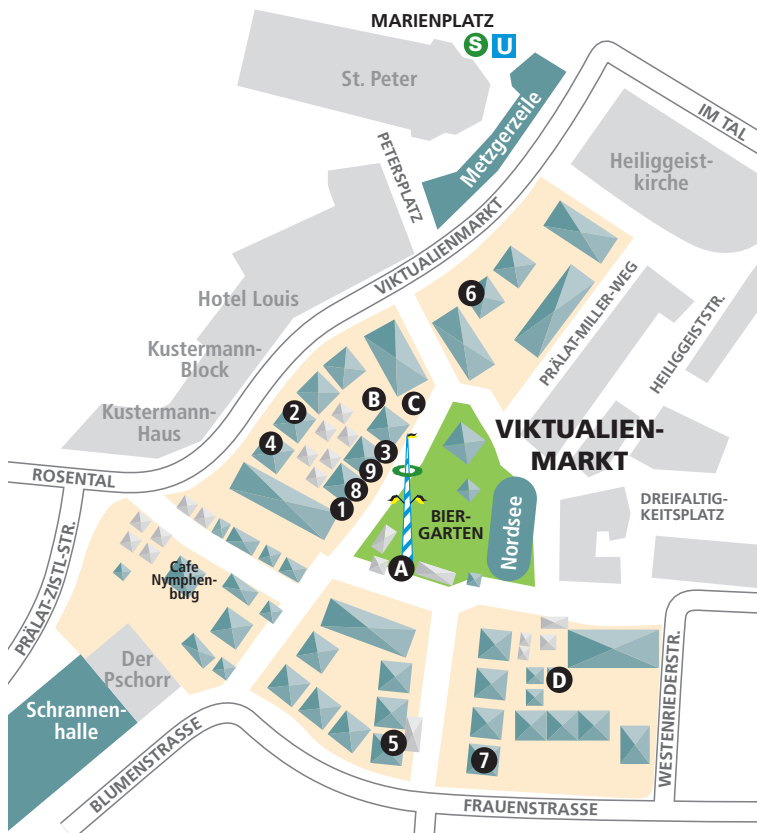 MARIENPLATZ
S U
St. Peter
Metzgerzeile
IM TAL
PETERSPLATZ
Heiliggeist-
kirche
VIKTUALIENMARKT
Hotel Louis
6
PRÄLAT-MILLER-WEG
HEILIGGEISTSTR.
Kustermann-
Block
Kustermann-
Haus
B
C
2
4
3
9
8
1
VIKTUALIEN-
MARKT
ROSENTAL
BIER-
GARTEN
Nordsee
DREIFALTIG-
KEITSPLATZ
A
PRÄLAT-ZISTL-STR.
Cafe
Nymphen-
burg
Der
Pschorr
Schrannen-
halle
D
WESTENRIEDERSTR.
5
7
BLUMENSTRASSE
FRAUENSTRASSE